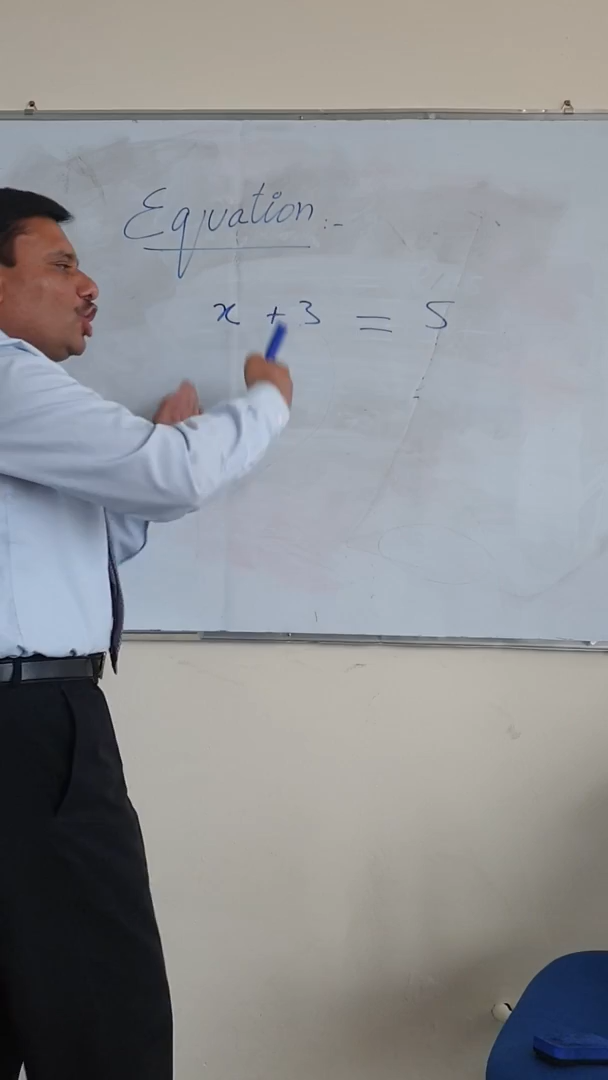 Equation:-
x + 3 = 5